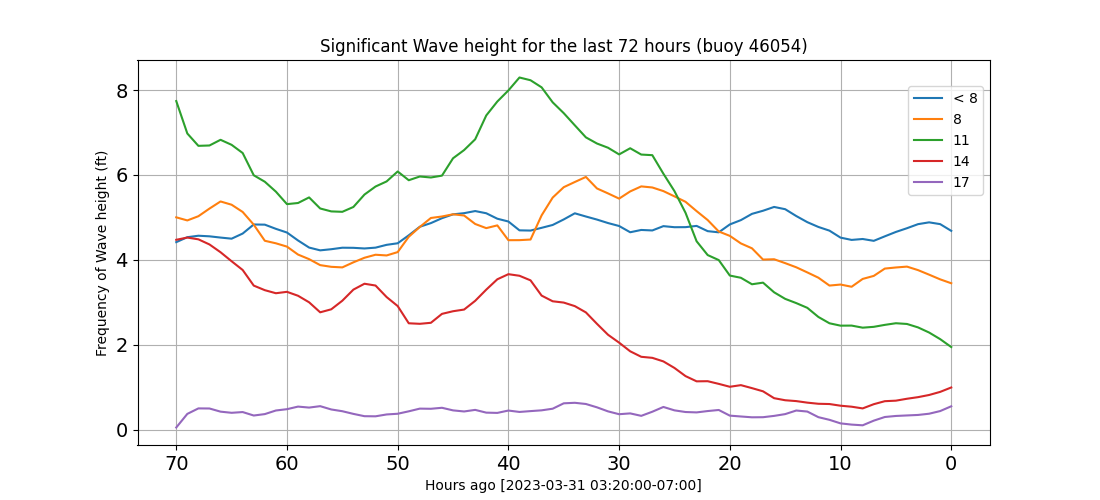 Significant Wave height for the last 72 hours (buoy 46054)
Frequency of Wave height (ft)
8
6
4
2
0
< 8
8
11
14
17
70 60 50 40 30 20 10 0
Hours ago [2023-03-31 03:20:00-07:00]